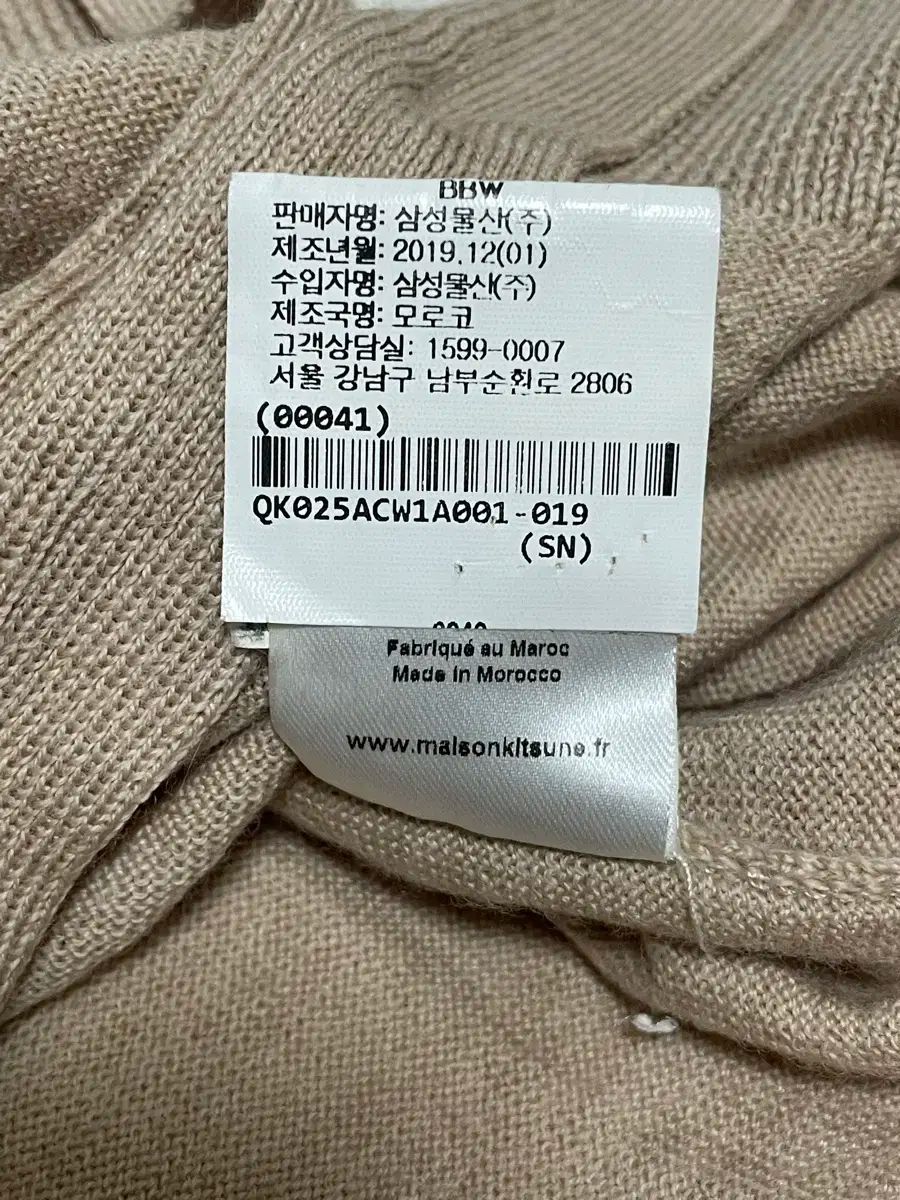 BBW
판매자명: 삼성물산(주)
제조년월: 2019.12(01)
수입자명: 삼성물산(주)
제조국명: 모로코
고객상담실: 1599-0007
서울 강남구 남부순환로 2806
(00041)
QK025ACW1A001-019
(SN)
Fabriqué au Maroc
Made in Morocco
www.maisonkitsune.fr